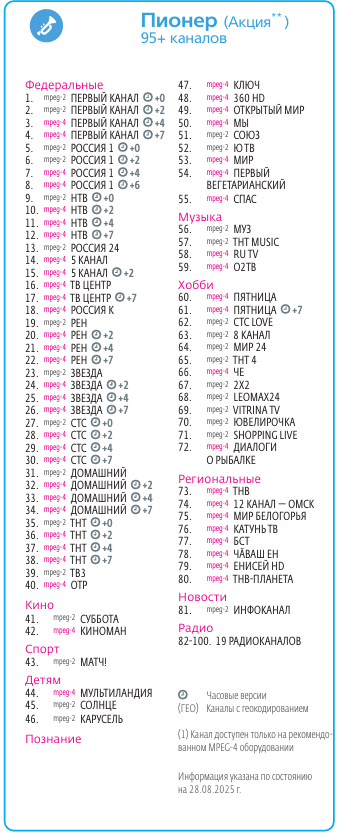 Пионер (Акция**)
95+ каналов
Федеральные
1. mpeg-2 ПЕРВЫЙ КАНАЛ +0
2. mpeg-2 ПЕРВЫЙ КАНАЛ +2
3. mpeg-4 ПЕРВЫЙ КАНАЛ +4
4. mpeg-4 ПЕРВЫЙ КАНАЛ +7
5. mpeg-2 РОССИЯ 1 +0
6. mpeg-2 РОССИЯ 1 +2
7. mpeg-4 РОССИЯ 1 +4
8. mpeg-4 РОССИЯ 1 +6
9. mpeg-2 НТВ +0
10. mpeg-4 НТВ +2
11. mpeg-4 НТВ +4
12. mpeg-4 НТВ +7
13. mpeg-2 РОССИЯ 24
14. mpeg-4 5 КАНАЛ
15. mpeg-4 5 КАНАЛ +2
16. mpeg-4 ТВ ЦЕНТР
17. mpeg-4 ТВ ЦЕНТР +7
18. mpeg-4 РОССИЯ К
19. mpeg-2 РЕН
20. mpeg-4 РЕН +2
21. mpeg-4 РЕН +4
22. mpeg-4 РЕН +7
23. mpeg-2 ЗВЕЗДА
24. mpeg-4 ЗВЕЗДА +2
25. mpeg-4 ЗВЕЗДА +4
26. mpeg-4 ЗВЕЗДА +7
27. mpeg-2 СТС +0
28. mpeg-4 СТС +2
29. mpeg-4 СТС +4
30. mpeg-4 СТС +7
31. mpeg-2 ДОМАШНИЙ
32. mpeg-4 ДОМАШНИЙ +2
33. mpeg-4 ДОМАШНИЙ +4
34. mpeg-4 ДОМАШНИЙ +7
35. mpeg-2 ТНТ +0
36. mpeg-4 ТНТ +2
37. mpeg-4 ТНТ +4
38. mpeg-4 ТНТ +7
39. mpeg-2 ТВ3
40. mpeg-4 ОТР
Кино
41. mpeg-2 СУББОТА
42. mpeg-4 КИНОМАН
Спорт
43. mpeg-2 МАТЧ!
Детям
44. mpeg-4 МУЛЬТИЛАНДИЯ
45. mpeg-2 СОЛНЦЕ
46. mpeg-2 КАРУСЕЛЬ
Познание
47. mpeg-4 КЛЮЧ
48. mpeg-4 360 HD
49. mpeg-4 ОТКРЫТЫЙ МИР
50. mpeg-4 МЫ
51. mpeg-2 СОЮЗ
52. mpeg-2 Ю ТВ
53. mpeg-4 МИР
54. mpeg-4 ПЕРВЫЙ
ВЕГЕТАРИАНСКИЙ
55. mpeg-4 СПАС
Музыка
56. mpeg-2 МУЗ
57. mpeg-2 ТНТ MUSIC
58. mpeg-4 RU TV
59. mpeg-4 О2ТВ
Хобби
60. mpeg-4 ПЯТНИЦА
61. mpeg-4 ПЯТНИЦА +7
62. mpeg-2 СТС LOVE
63. mpeg-2 8 КАНАЛ
64. mpeg-2 МИР 24
65. mpeg-2 ТНТ 4
66. mpeg-4 ЧЕ
67. mpeg-2 2Х2
68. mpeg-2 LEOMAX24
69. mpeg-2 VITRINA TV
70. mpeg-2 ЮВЕЛИРОЧКА
71. mpeg-2 SHOPPING LIVE
72. mpeg-4 ДИАЛОГИ
О РЫБАЛКЕ
Региональные
73. mpeg-4 ТНВ
74. mpeg-4 12 КАНАЛ — ОМСК
75. mpeg-4 МИР БЕЛОГОРЬЯ
76. mpeg-4 КАТУНЬ ТВ
77. mpeg-4 БСТ
78. mpeg-4 ЧӐВАШ ЕН
79. mpeg-4 ЕНИСЕЙ HD
80. mpeg-4 ТНВ-ПЛАНЕТА
Новости
81. mpeg-2 ИНФОКАНАЛ
Радио
82-100. 19 РАДИОКАНАЛОВ
Часовые версии
(ГЕО) Каналы с геокодированием
(1) Канал доступен только на рекомендо-
ванном MPEG-4 оборудовании
Информация указана по состоянию
на 28.08.2025 г.